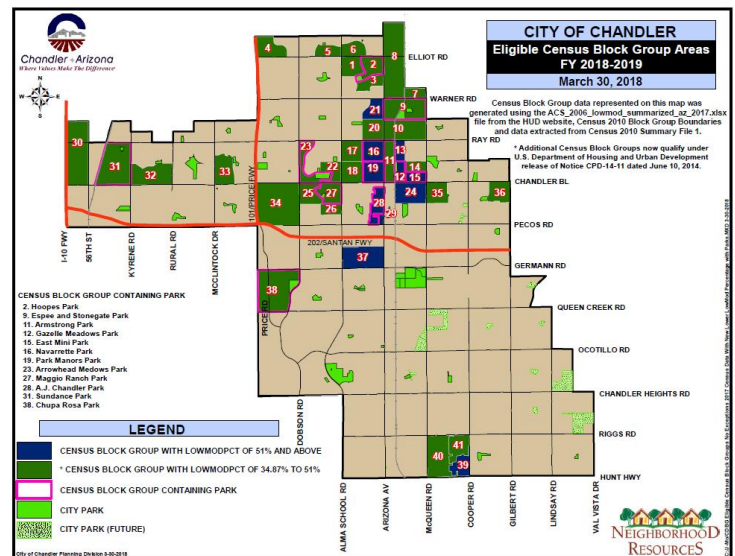 CITY OF CHANDLER
Eligible Census Block Group Areas
FY 2018-2019
March 30, 2018
Chandler Arizona
Where Values Make The Difference
N
W
E
S
Census Block Group data represented on this map was
generated using the ACS_2006_lowmod_summarized_az_2017.xlsx
file from the HUD website, Census 2010 Block Group Boundaries
and data extracted from Census 2010 Summary File 1.
* Additional Census Block Groups now qualify under
U.S. Department of Housing and Urban Development
release of Notice CPD-14-11 dated June 10, 2014.
ELLIOT RD
WARNER RD
RAY RD
CHANDLER BL
PECOS RD
GERMANN RD
QUEEN CREEK RD
OCOTILLO RD
CHANDLER HEIGHTS RD
RIGGS RD
HUNT HWY
I-10 FWY
56TH ST
KYRENE RD
RURAL RD
MCCLINTOCK DR
101/PRICE FWY
202/SANTAN FWY
PRICE RD
DOBSON RD
ALMA SCHOOL RD
ARIZONA AV
McQUEEN RD
COOPER RD
GILBERT RD
LINDSAY RD
VAL VISTA DR
4
5
6
1
2
3
8
7
9
21
20
10
30
31
32
33
23
22
17
16
13
11
18
19
12
14
15
34
25
27
26
28
29
24
35
36
37
38
40
41
39
CENSUS BLOCK GROUP CONTAINING PARK
2. Hoopes Park
9. Espee and Stonegate Park
11. Armstrong Park
12. Gazelle Meadows Park
15. East Mini Park
16. Navarrette Park
19. Park Manors Park
23. Arrowhead Medows Park
27. Maggio Ranch Park
28. A.J. Chandler Park
31. Sundance Park
38. Chupa Rosa Park
LEGEND
CENSUS BLOCK GROUP WITH LOWMODPCT OF 51% AND ABOVE
* CENSUS BLOCK GROUP WITH LOWMODPCT OF 34.87% TO 51%
CENSUS BLOCK GROUP CONTAINING PARK
CITY PARK
CITY PARK (FUTURE)
NEIGHBORHOOD
RESOURCES
City of Chandler Planning Division 3-30-2018